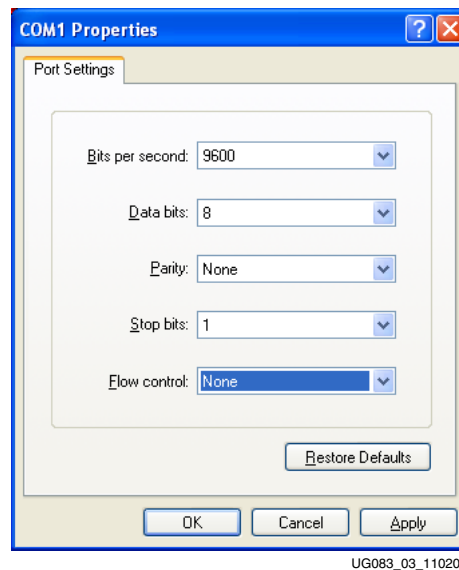 COM1 Properties
Port Settings
Bits per second: 9600
Data bits: 8
Parity: None
Stop bits: 1
Flow control: None
Restore Defaults
OK Cancel Apply
UG083_03_11020